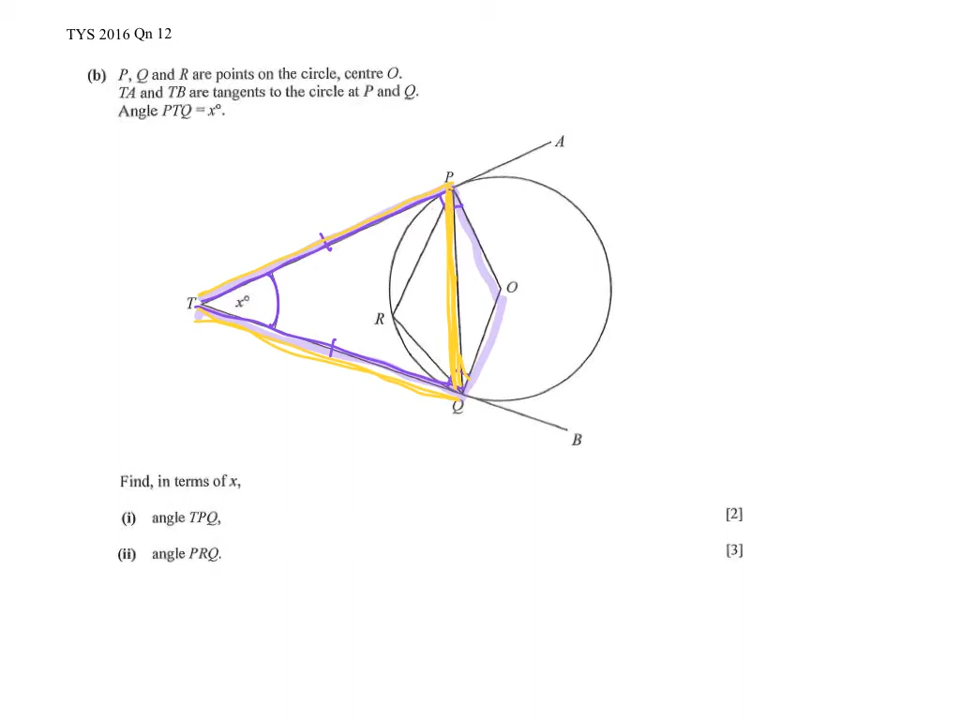 TYS 2016 Qn 12
(b) P, Q and R are points on the circle, centre O.
TA and TB are tangents to the circle at P and Q.
Angle PTQ = x°.
A
P
O
T
x°
R
Q
B
Find, in terms of x,
(i) angle TPQ, [2]
(ii) angle PRQ. [3]